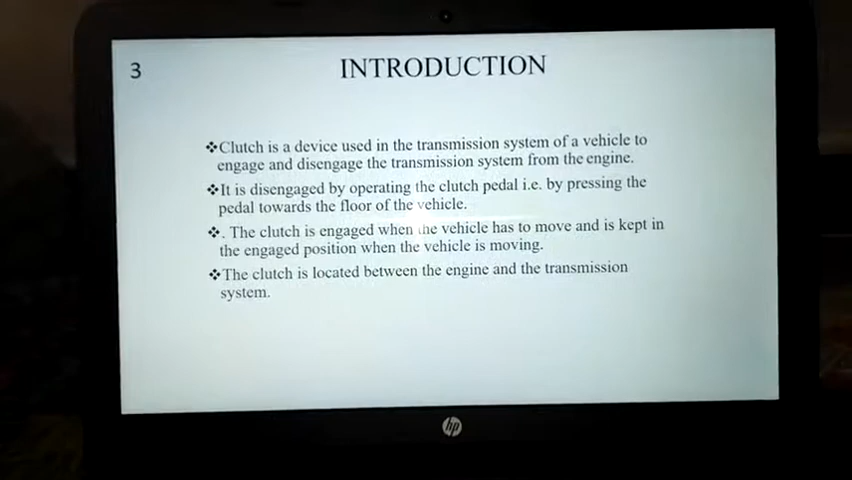 3
INTRODUCTION
❖Clutch is a device used in the transmission system of a vehicle to
engage and disengage the transmission system from the engine.
❖It is disengaged by operating the clutch pedal i.e. by pressing the
pedal towards the floor of the vehicle.
❖. The clutch is engaged when the vehicle has to move and is kept in
the engaged position when the vehicle is moving.
❖The clutch is located between the engine and the transmission
system.
hp